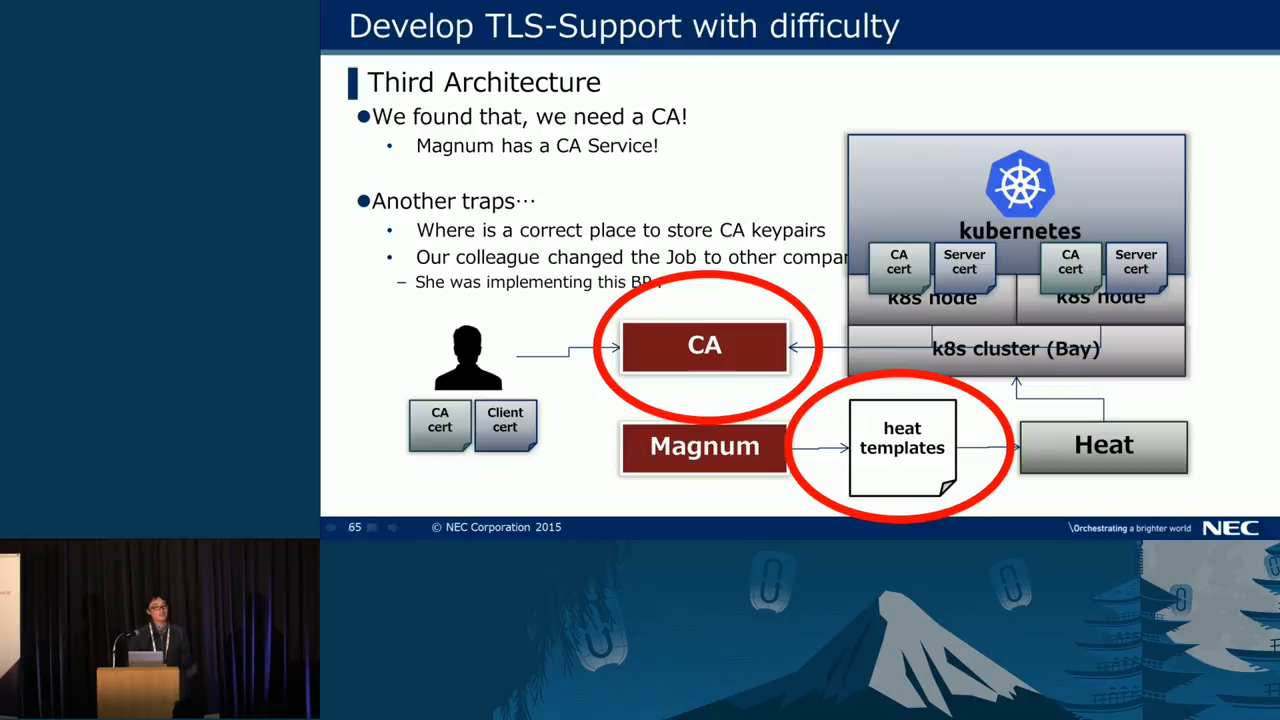 Develop TLS-Support with difficulty
Third Architecture
●We found that, we need a CA!
• Magnum has a CA Service!
●Another traps…
• Where is a correct place to store CA keypairs
• Our colleague changed the Job to other compan
– She was implementing this BP.
kubernetes
CA
cert
Server
cert
CA
cert
Server
cert
k8s node
k8s node
k8s cluster (Bay)
CA
CA
cert
Client
cert
Magnum
heat
templates
Heat
65
© NEC Corporation 2015
\Orchestrating a brighter world
NEC